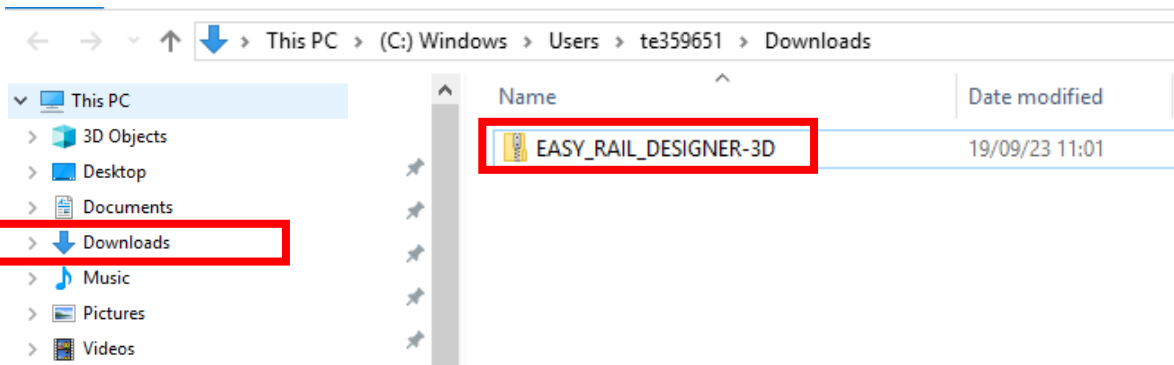 This PC > (C:) Windows > Users > te359651 > Downloads
This PC
3D Objects
Desktop
Documents
Downloads
Music
Pictures
Videos
Name Date modified
EASY_RAIL_DESIGNER-3D 19/09/23 11:01